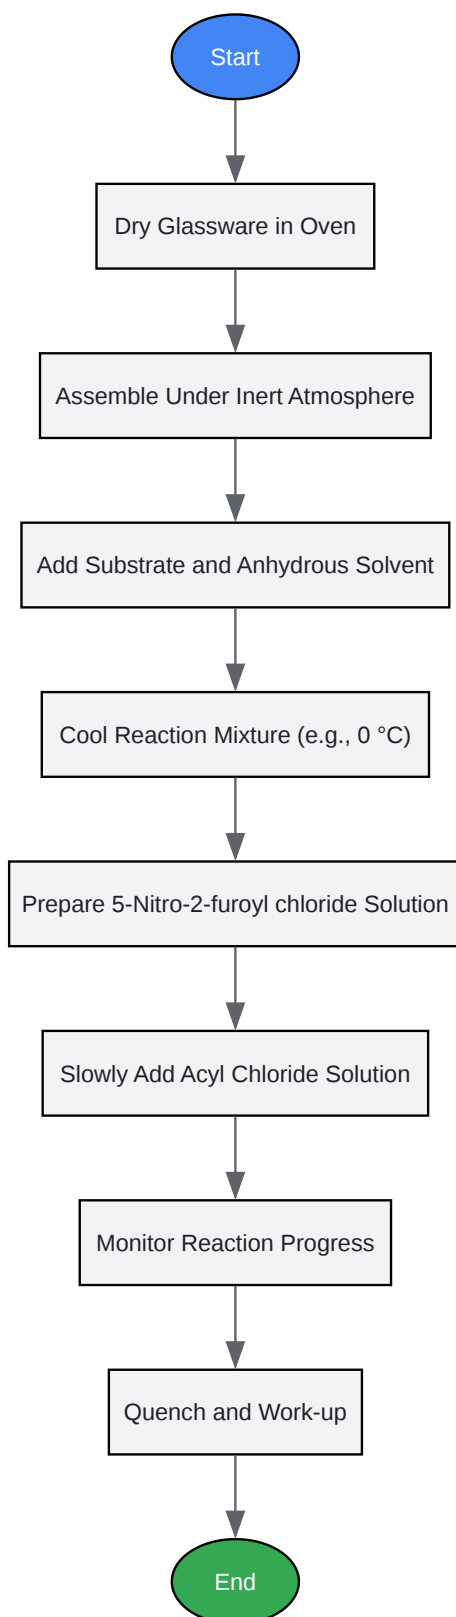 Start
Dry Glassware in Oven
Assemble Under Inert Atmosphere
Add Substrate and Anhydrous Solvent
Cool Reaction Mixture (e.g., 0 °C)
Prepare 5-Nitro-2-furoyl chloride Solution
Slowly Add Acyl Chloride Solution
Monitor Reaction Progress
Quench and Work-up
End